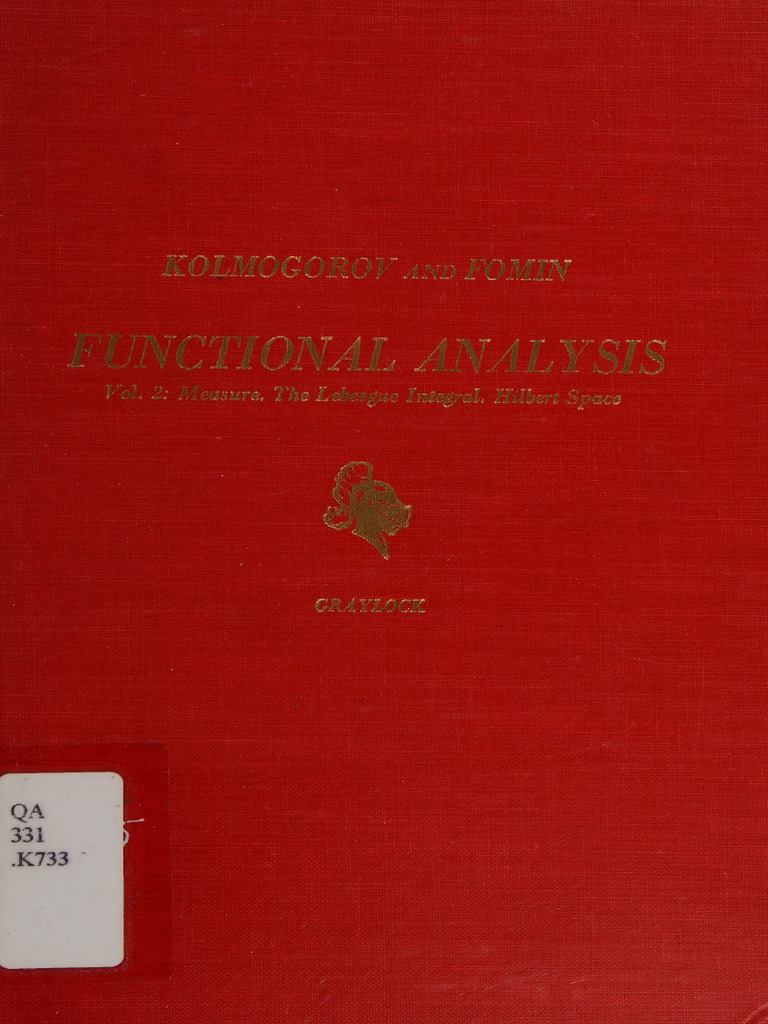 KOLMOGOROV AND FOMIN
FUNCTIONAL ANALYSIS
Vol. 2: Measure. The Lebesgue Integral. Hilbert Space
GRAYLOCK
QA
331
.K733